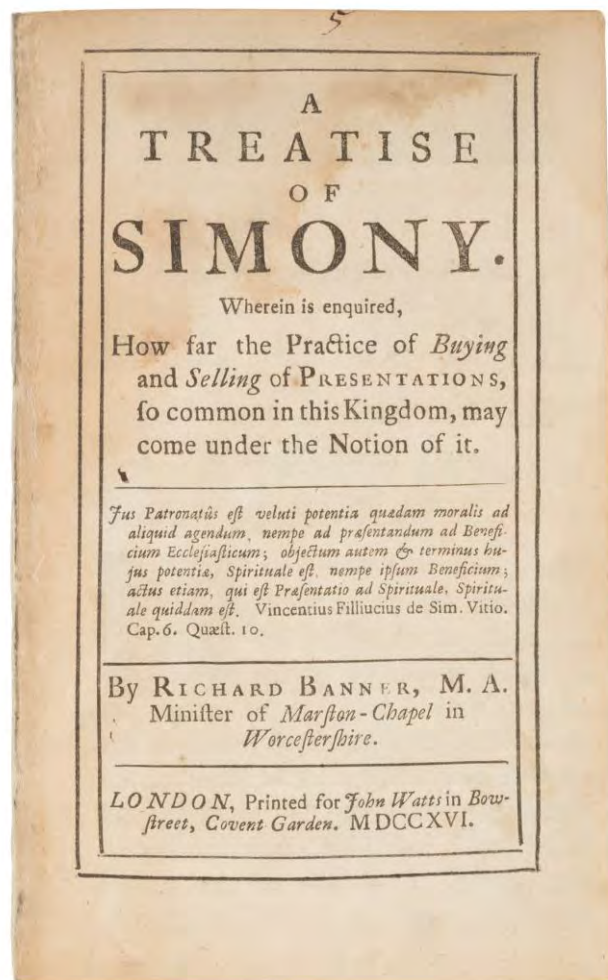 5
A
TREATISE
OF
SIMONY.
Wherein is enquired,
How far the Practice of Buying
and Selling of PRESENTATIONS,
ſo common in this Kingdom, may
come under the Notion of it.
Jus Patronatûs eſt veluti potentia quædam moralis ad
aliquid agendum, nempe ad præſentandum ad Benefi-
cium Eccleſiaſticum; objectum autem & terminus hu-
jus potentiæ, Spirituale eſt, nempe ipſum Beneficium;
actus etiam, qui eſt Præſentatio ad Spirituale, Spiritu-
ale quiddam eſt. Vincentius Filliucius de Sim. Vitio.
Cap. 6. Quæſt. 10.
By RICHARD BANNER, M. A.
Miniſter of Marſton-Chapel in
Worceſterſhire.
LONDON, Printed for John Watts in Bow-
ſtreet, Covent Garden. MDCCXVI.